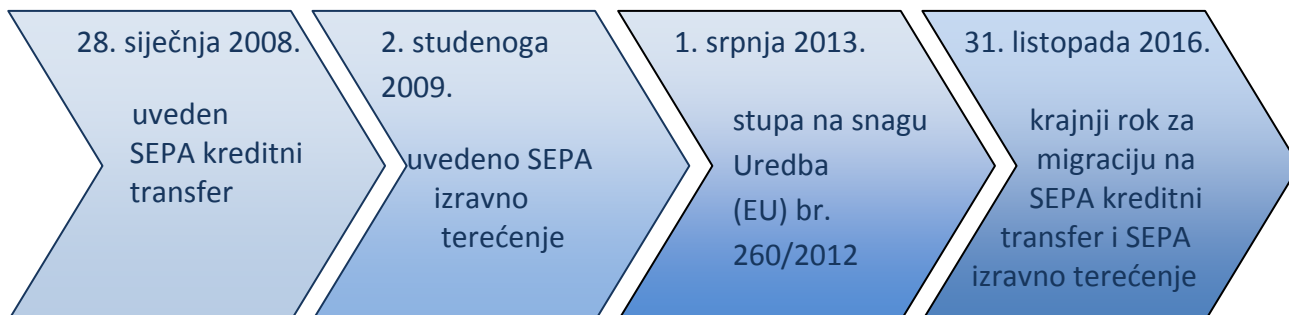 28. siječnja 2008.
uveden
SEPA kreditni
transfer
2. studenoga
2009.
uvedeno SEPA
izravno
terećenje
1. srpnja 2013.
stupa na snagu
Uredba
(EU) br.
260/2012
31. listopada 2016.
krajnji rok za
migraciju na
SEPA kreditni
transfer i SEPA
izravno terećenje